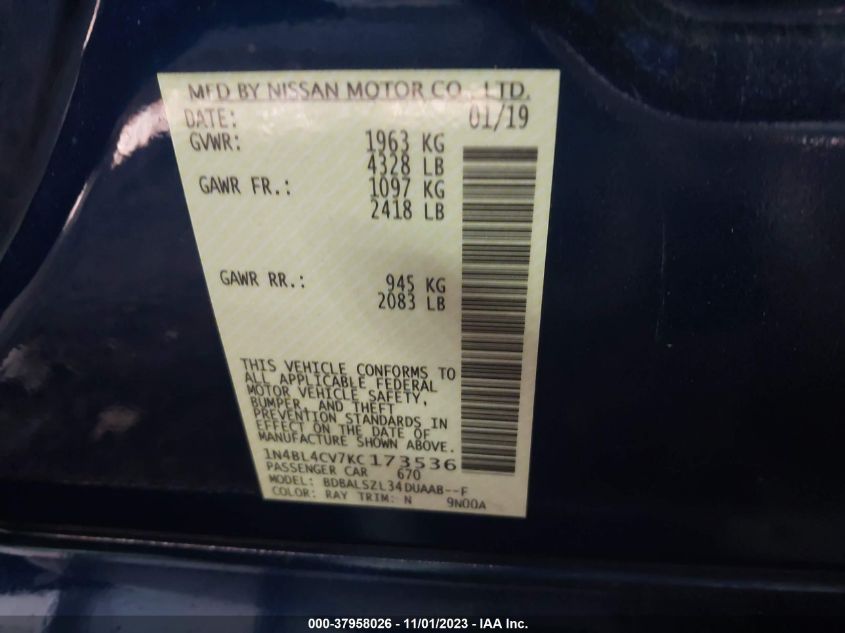 MFD BY NISSAN MOTOR CO., LTD.
DATE: 01/19
GVWR: 1963 KG
4328 LB
GAWR FR.: 1097 KG
2418 LB
GAWR RR.: 945 KG
2083 LB
THIS VEHICLE CONFORMS TO
ALL APPLICABLE FEDERAL
MOTOR VEHICLE SAFETY,
BUMPER, AND THEFT
PREVENTION STANDARDS IN
EFFECT ON THE DATE OF
MANUFACTURE SHOWN ABOVE.
1N4BL4CV7KC173536
PASSENGER CAR 670
MODEL: BDBALSZL34DUAAB--F
COLOR: RAY TRIM: N 9N00A
000-37958026 - 11/01/2023 - IAA Inc.